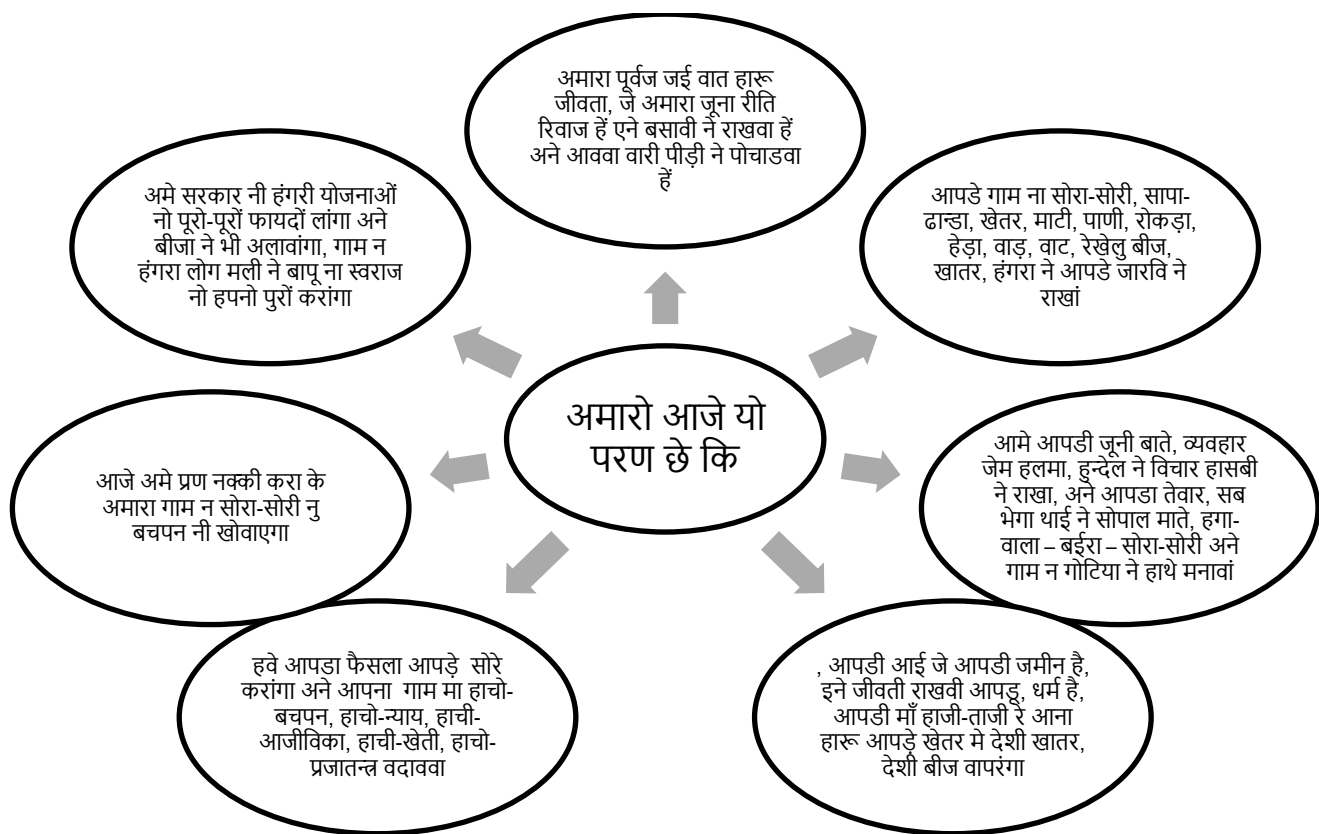 अमारा पूर्वज जई वात हारू
जीवता, जे अमारा जूना रीति
रिवाज हें एने बसावी ने राखवा हें
अने आववा वारी पीड़ी ने पोचाडवा
हें
आपडे गाम ना सोरा-सोरी, सापा-
ढान्डा, खेतर, माटी, पाणी, रोकड़ा,
हेड़ा, वाड़, वाट, रेखेलु बीज,
खातर, हंगरा ने आपडे जारवि ने
राखां
आमे आपडी जूनी बाते, व्यवहार
जेम हलमा, हुन्देल ने विचार हासबी
ने राखा, अने आपडा तेवार, सब
भेगा थाई ने सोपाल माते, हगा-
वाला – बईरा – सोरा-सोरी अने
गाम न गोटिया ने हाथे मनावां
, आपडी आई जे आपडी जमीन है,
इने जीवती राखवी आपडू, धर्म है,
आपडी माँ हाजी-ताजी रे आना
हारू आपड़े खेतर मे देशी खातर,
देशी बीज वापरंगा
हवे आपडा फैसला आपड़े सोरे
करांगा अने आपना गाम मा हाचो-
बचपन, हाचो-न्याय, हाची-
आजीविका, हाची-खेती, हाचो-
प्रजातन्त्र वदाववा
आजे अमे प्रण नक्की करा के
अमारा गाम न सोरा-सोरी नु
बचपन नी खोवाएगा
अमे सरकार नी हंगरी योजनाओं
नो पूरो-पूरों फायदों लांगा अने
बीजा ने भी अलावांगा, गाम न
हंगरा लोग मली ने बापू ना स्वराज
नो हपनो पुरों करांगा
अमारो आजे यो
परण छे कि